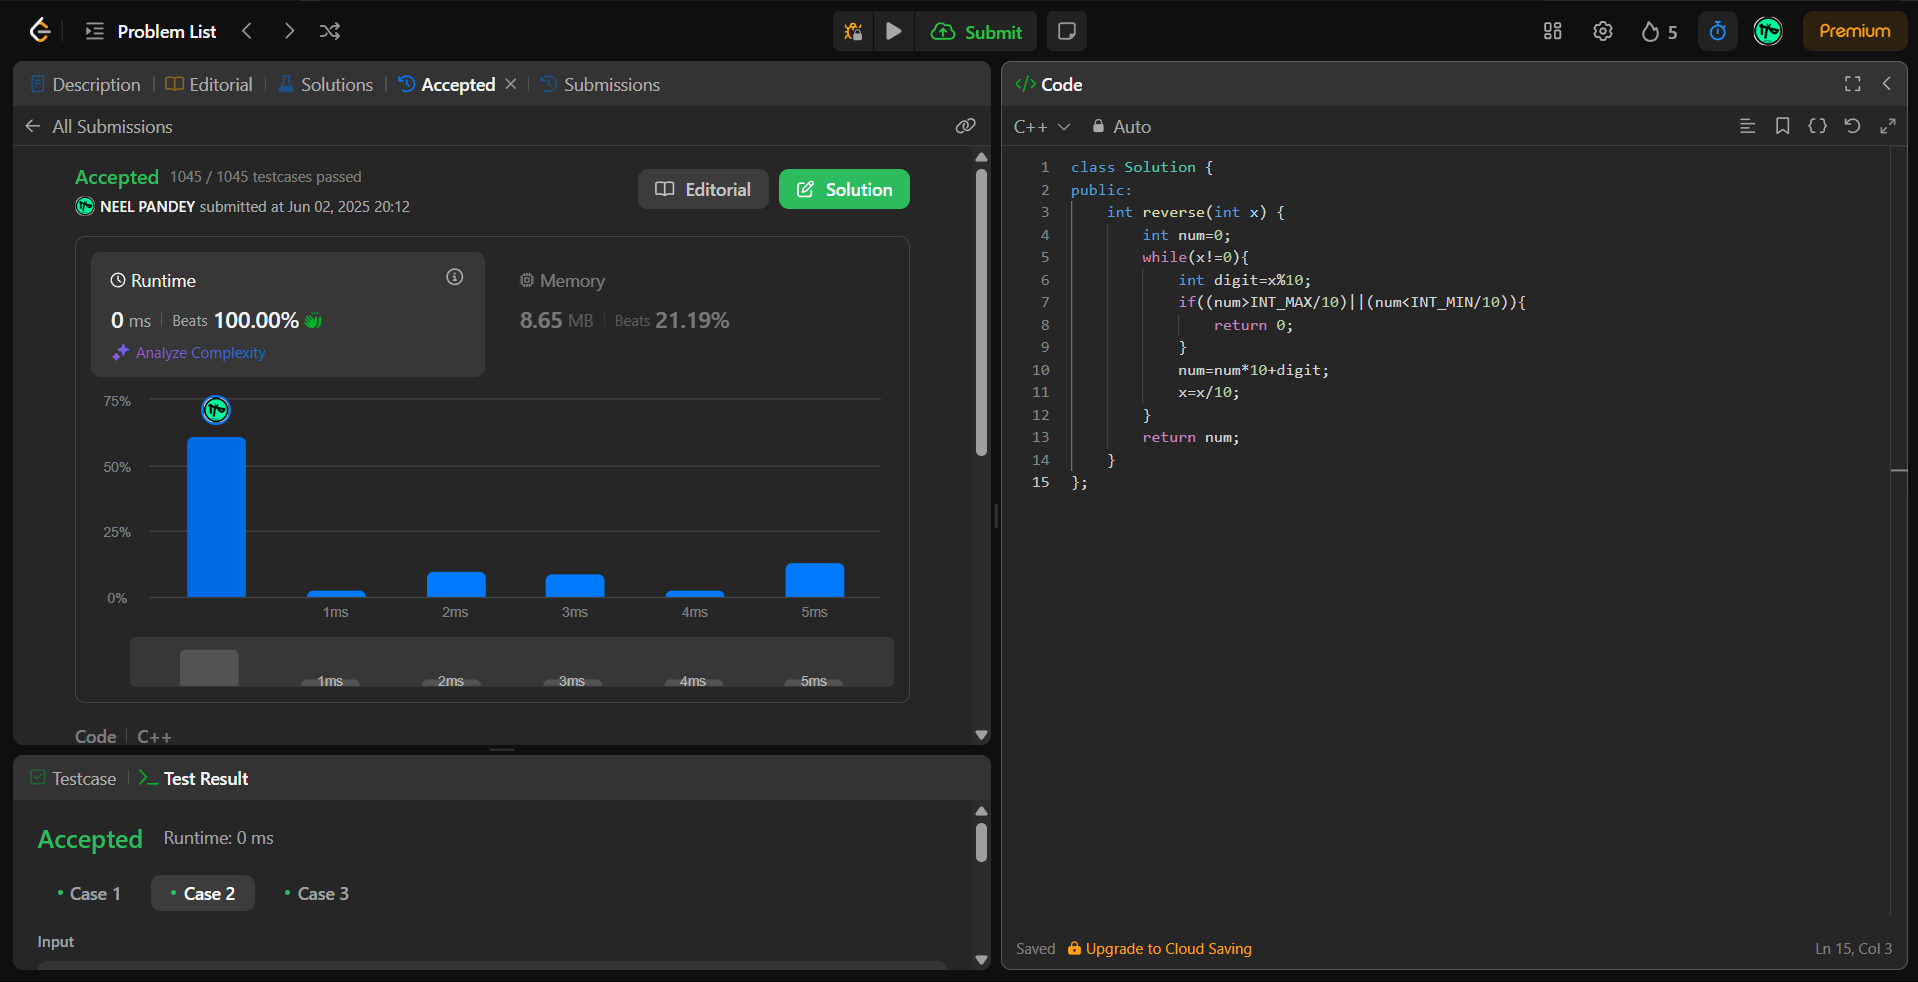 Problem List
Submit
5
Premium
Description
Editorial
Solutions
Accepted
Submissions
All Submissions
Accepted 1045 / 1045 testcases passed
NEEL PANDEY submitted at Jun 02, 2025 20:12
Editorial
Solution
Runtime
0 ms Beats 100.00%
Analyze Complexity
Memory
8.65 MB Beats 21.19%
75%
50%
25%
0%
1ms 2ms 3ms 4ms 5ms
1ms 2ms 3ms 4ms 5ms
Code C++
Testcase
Test Result
Accepted Runtime: 0 ms
Case 1 Case 2 Case 3
Input
</> Code
C++ Auto
1 class Solution {
2 public:
3 int reverse(int x) {
4 int num=0;
5 while(x!=0){
6 int digit=x%10;
7 if((num>INT_MAX/10)||(num<INT_MIN/10)){
8 return 0;
9 }
10 num=num*10+digit;
11 x=x/10;
12 }
13 return num;
14 }
15 };
Saved Upgrade to Cloud Saving
Ln 15, Col 3